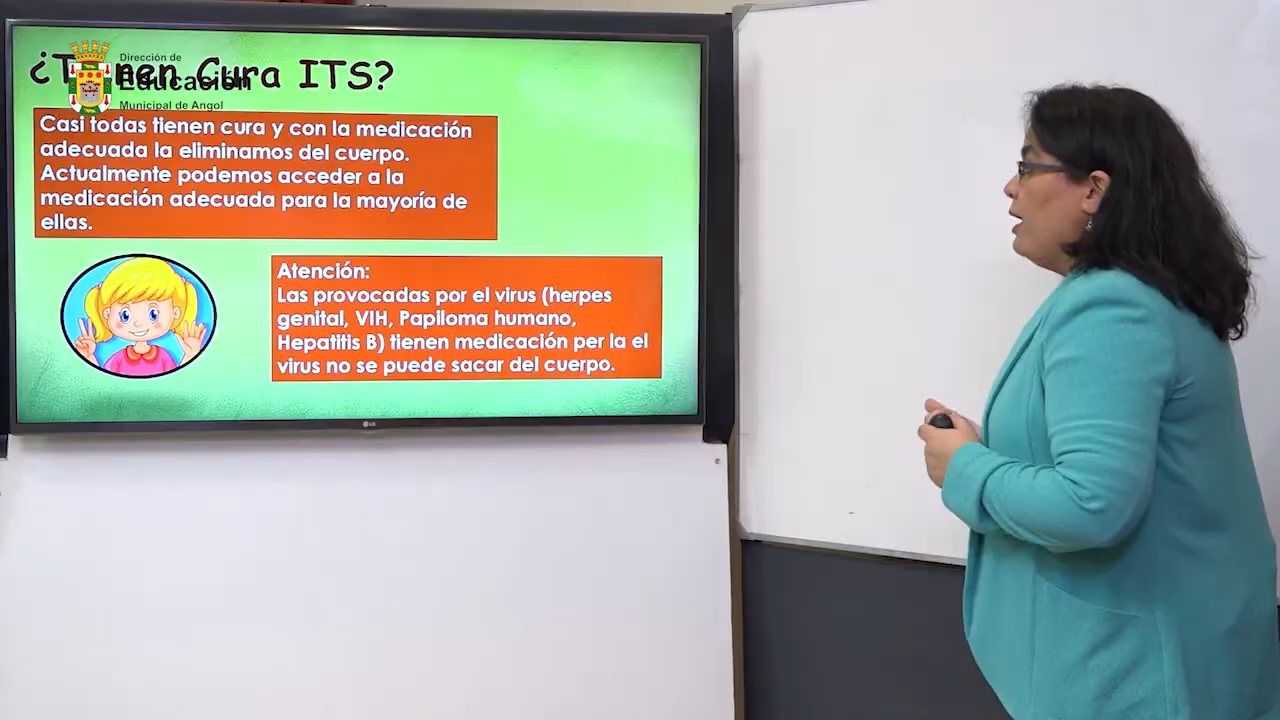 ¿Tienen Cura ITS?
Dirección de
Educación
Municipal de Angol
Casi todas tienen cura y con la medicación
adecuada la eliminamos del cuerpo.
Actualmente podemos acceder a la
medicación adecuada para la mayoría de
ellas.
Atención:
Las provocadas por el virus (herpes
genital, VIH, Papiloma humano,
Hepatitis B) tienen medicación per la el
virus no se puede sacar del cuerpo.
LG